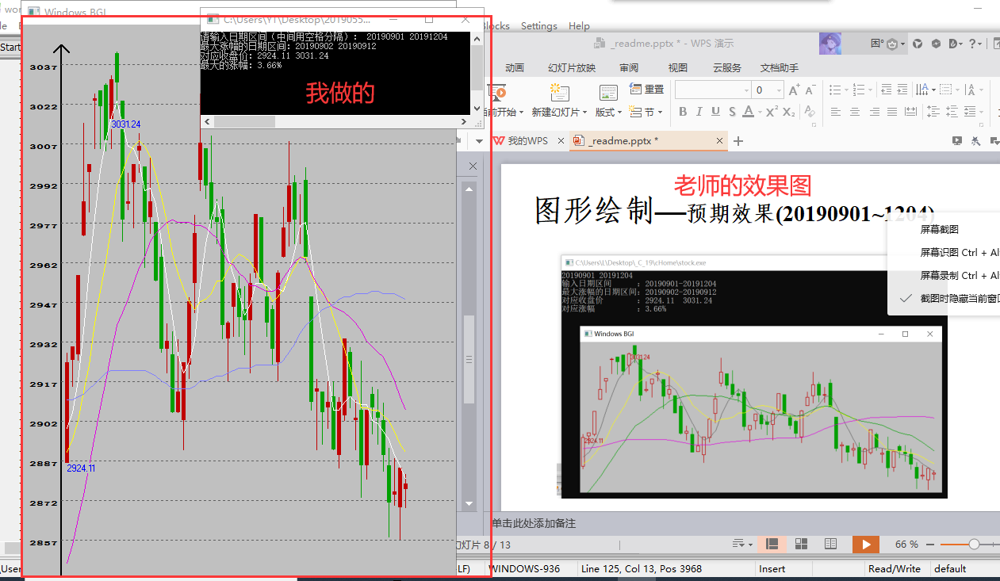 Windows BGI
C:\Users\YT\Desktop\2019055...
locks Settings Help
Start
请输入日期区间（中间用空格分隔）： 20190901 20191204
最大涨幅的日期区间：20190902 20190912
对应收盘价：2924.11 3031.24
最大的涨幅：3.66%
我做的
3037
3022
3031.24
3007
2992
2977
2962
2947
2932
2917
2902
2887
2924.11
2872
2857
_readme.pptx * - WPS 演示
动画 幻灯片放映 审阅 视图 云服务 文档助手
重置
0
前开始 新建幻灯片 版式 节
B I U S A X² X₂
我的WPS _readme.pptx *
老师的效果图
图形绘制—预期效果(20190901~1204)
屏幕截图
屏幕识图 Ctrl + Al
屏幕录制 Ctrl + Al
截图时隐藏当前窗
C:\Users\L\Desktop\_C_19\cHome\stock.exe
20190901 20191204
输入日期区间 ：20190901-20191204
最大涨幅的日期区间：20190902-20190912
对应收盘价 ：2924.11 3031.24
对应涨幅 ：3.66%
Windows BGI
3031.24
2924.11
单击此处添加备注
幻灯片 8 / 13
66 %
\User
LF) WINDOWS-936 Line 125, Col 13, Pos 3968 Insert Read/Write default